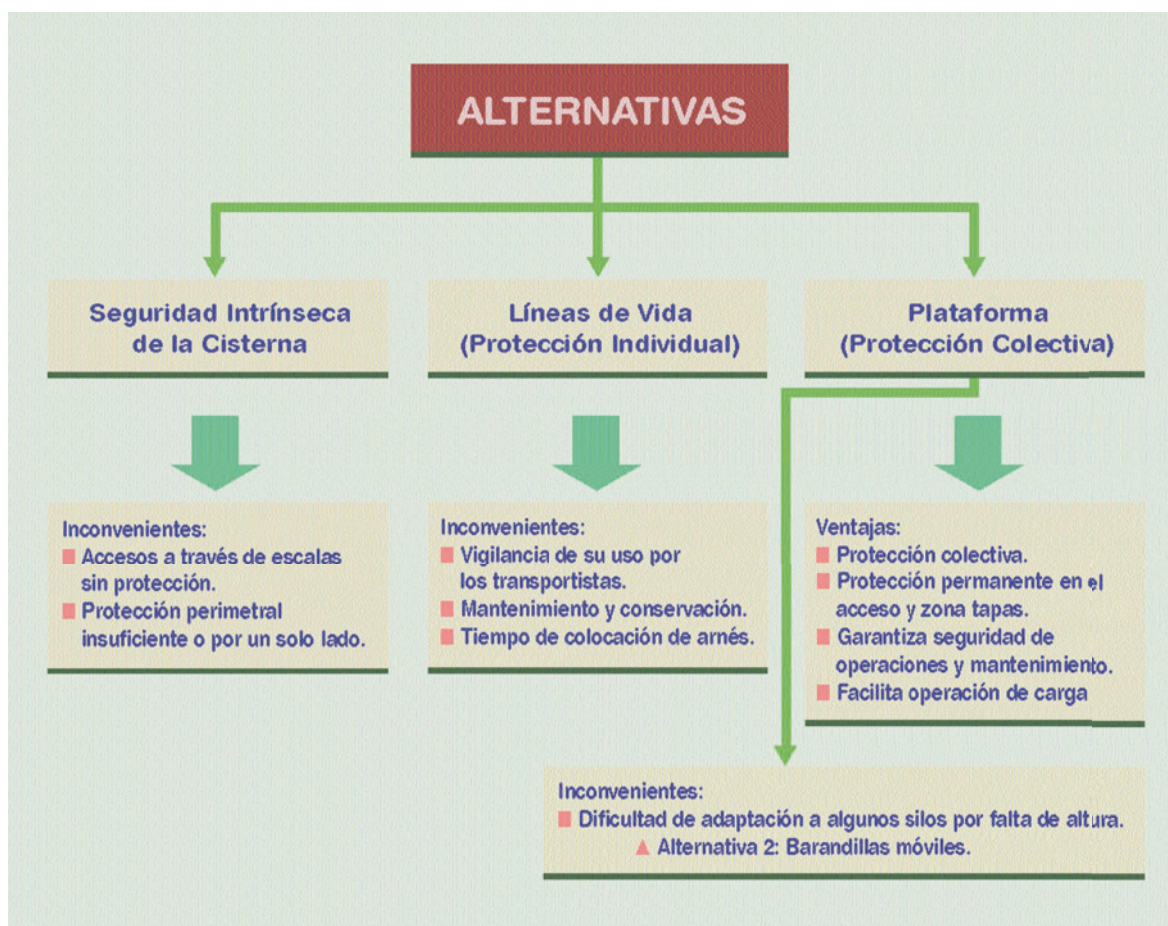 ALTERNATIVAS
Seguridad Intrínseca
de la Cisterna
Líneas de Vida
(Protección Individual)
Plataforma
(Protección Colectiva)
Inconvenientes:
Accesos a través de escalas
sin protección.
Protección perimetral
insuficiente o por un solo lado.
Inconvenientes:
Vigilancia de su uso por
los transportistas.
Mantenimiento y conservación.
Tiempo de colocación de arnés.
Ventajas:
Protección colectiva.
Protección permanente en el
acceso y zona tapas.
Garantiza seguridad de
operaciones y mantenimiento.
Facilita operación de carga
Inconvenientes:
Dificultad de adaptación a algunos silos por falta de altura.
Alternativa 2: Barandillas móviles.